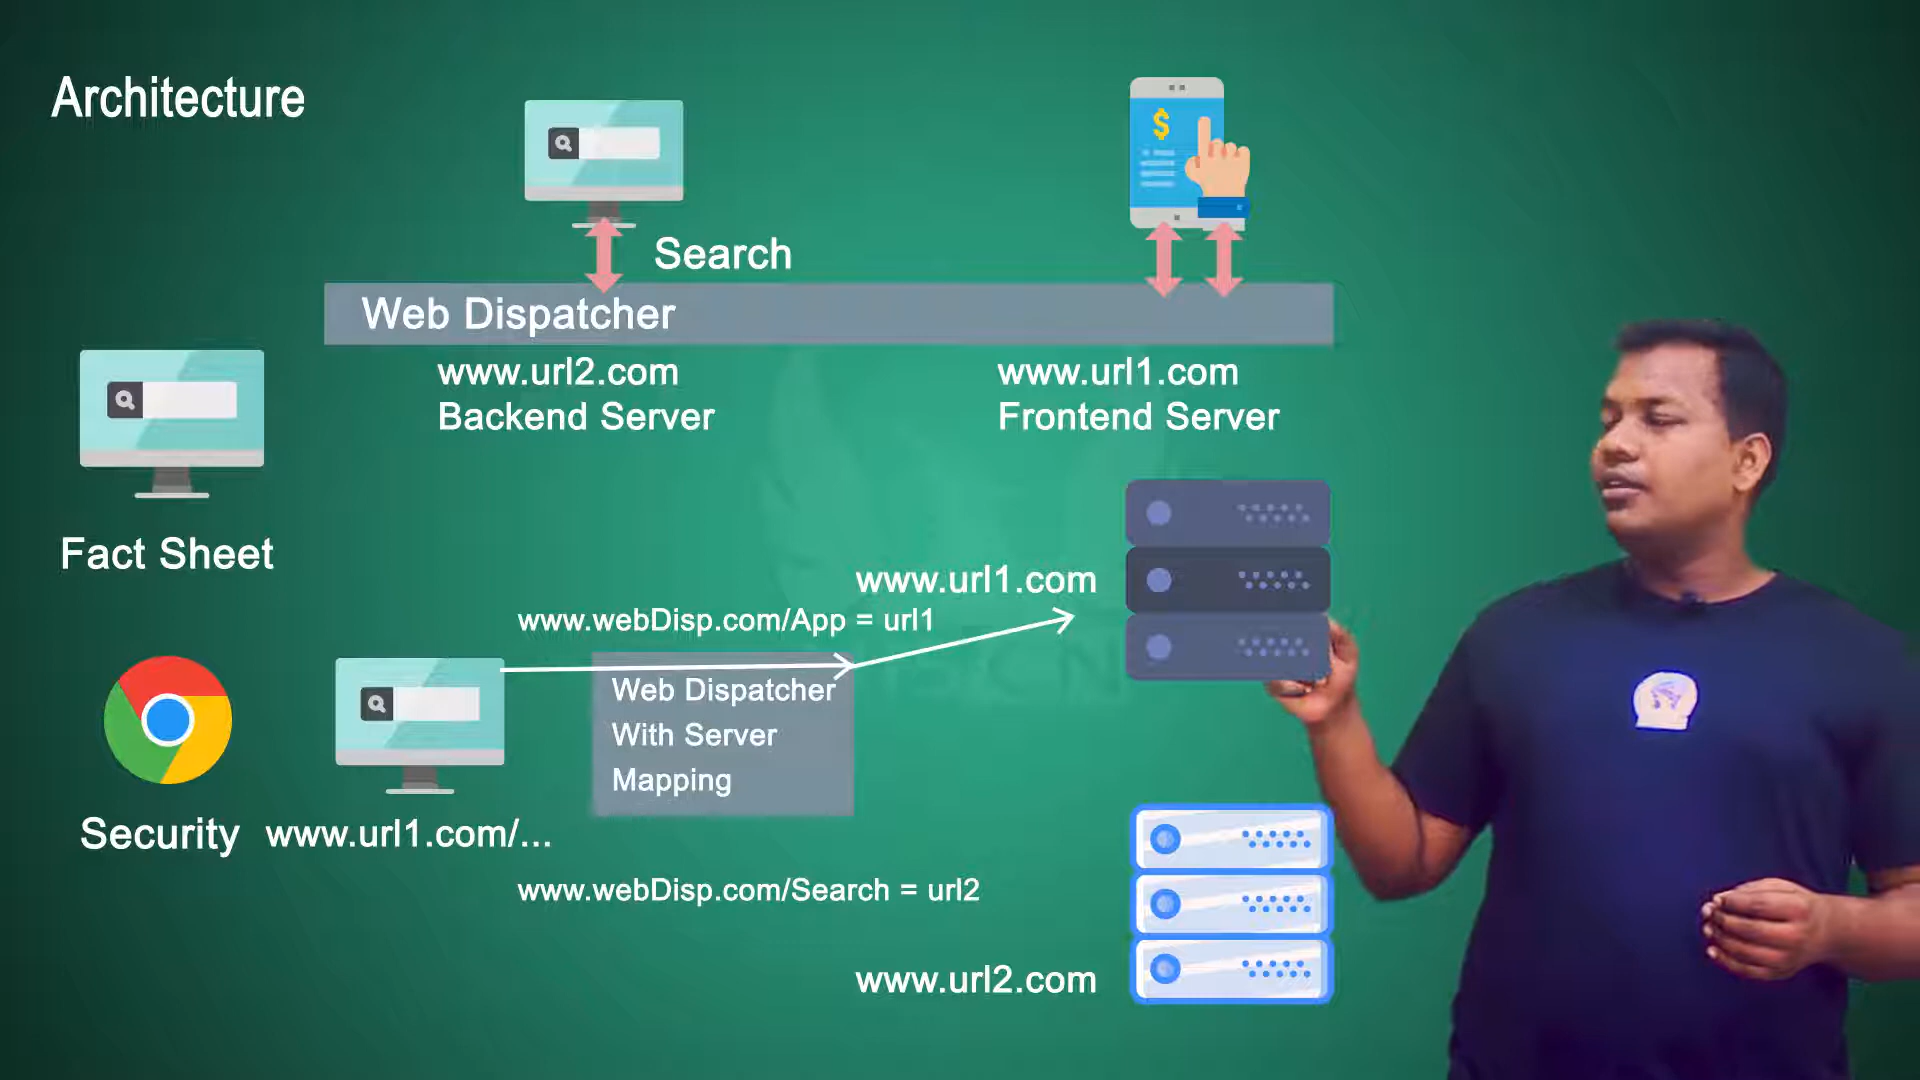 Architecture
Search
Web Dispatcher
www.url2.com
Backend Server
www.url1.com
Frontend Server
Fact Sheet
www.url1.com
www.webDisp.com/App = url1
Web Dispatcher
With Server
Mapping
Security
www.url1.com/...
www.webDisp.com/Search = url2
www.url2.com
$